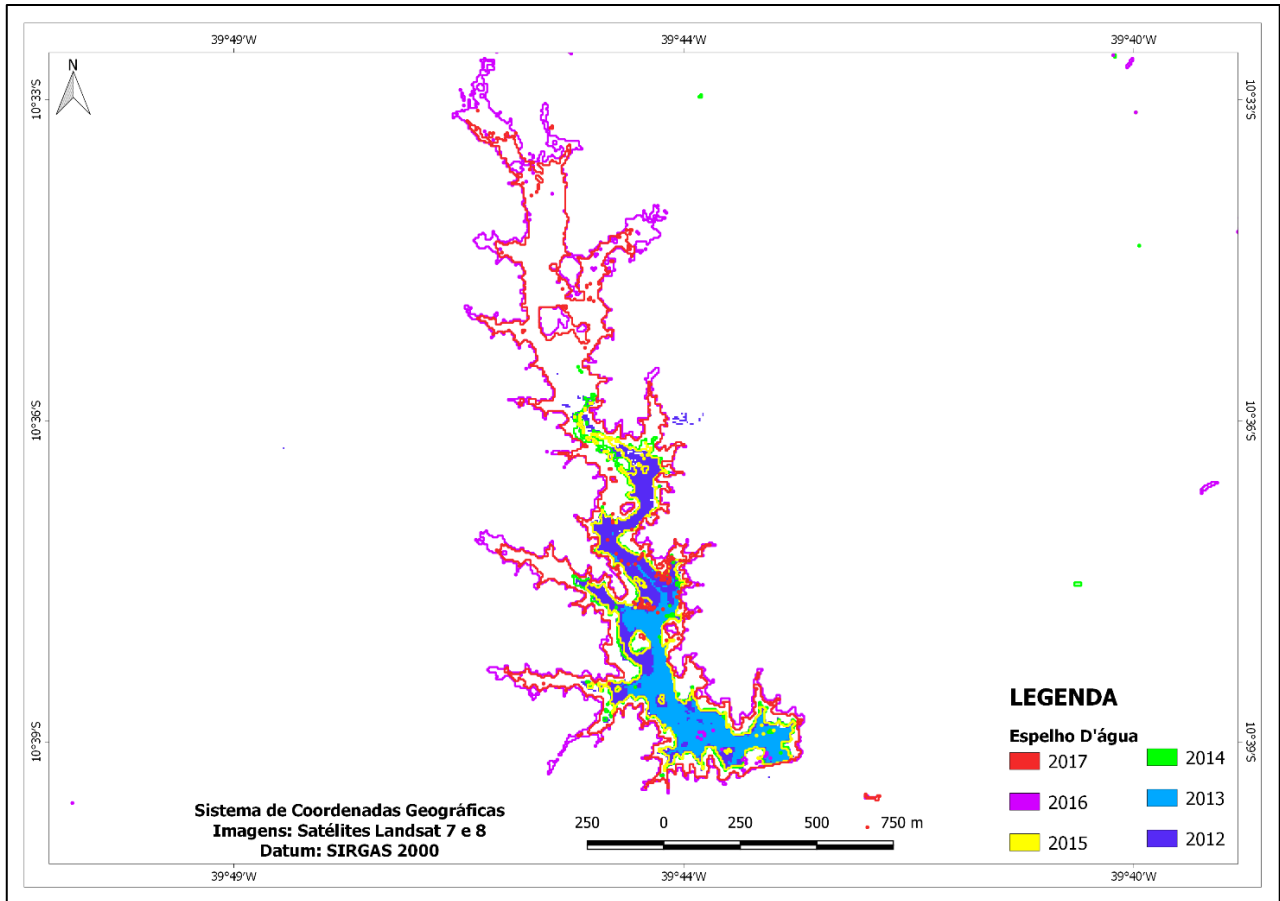 39°49'W 39°44'W 39°40'W
N
10°33'S 10°33'S
10°36'S 10°36'S
10°39'S 10°39'S
LEGENDA
Espelho D'água
2017 2014
2016 2013
2015 2012
Sistema de Coordenadas Geográficas
Imagens: Satélites Landsat 7 e 8
Datum: SIRGAS 2000
250 0 250 500 750 m
39°49'W 39°44'W 39°40'W